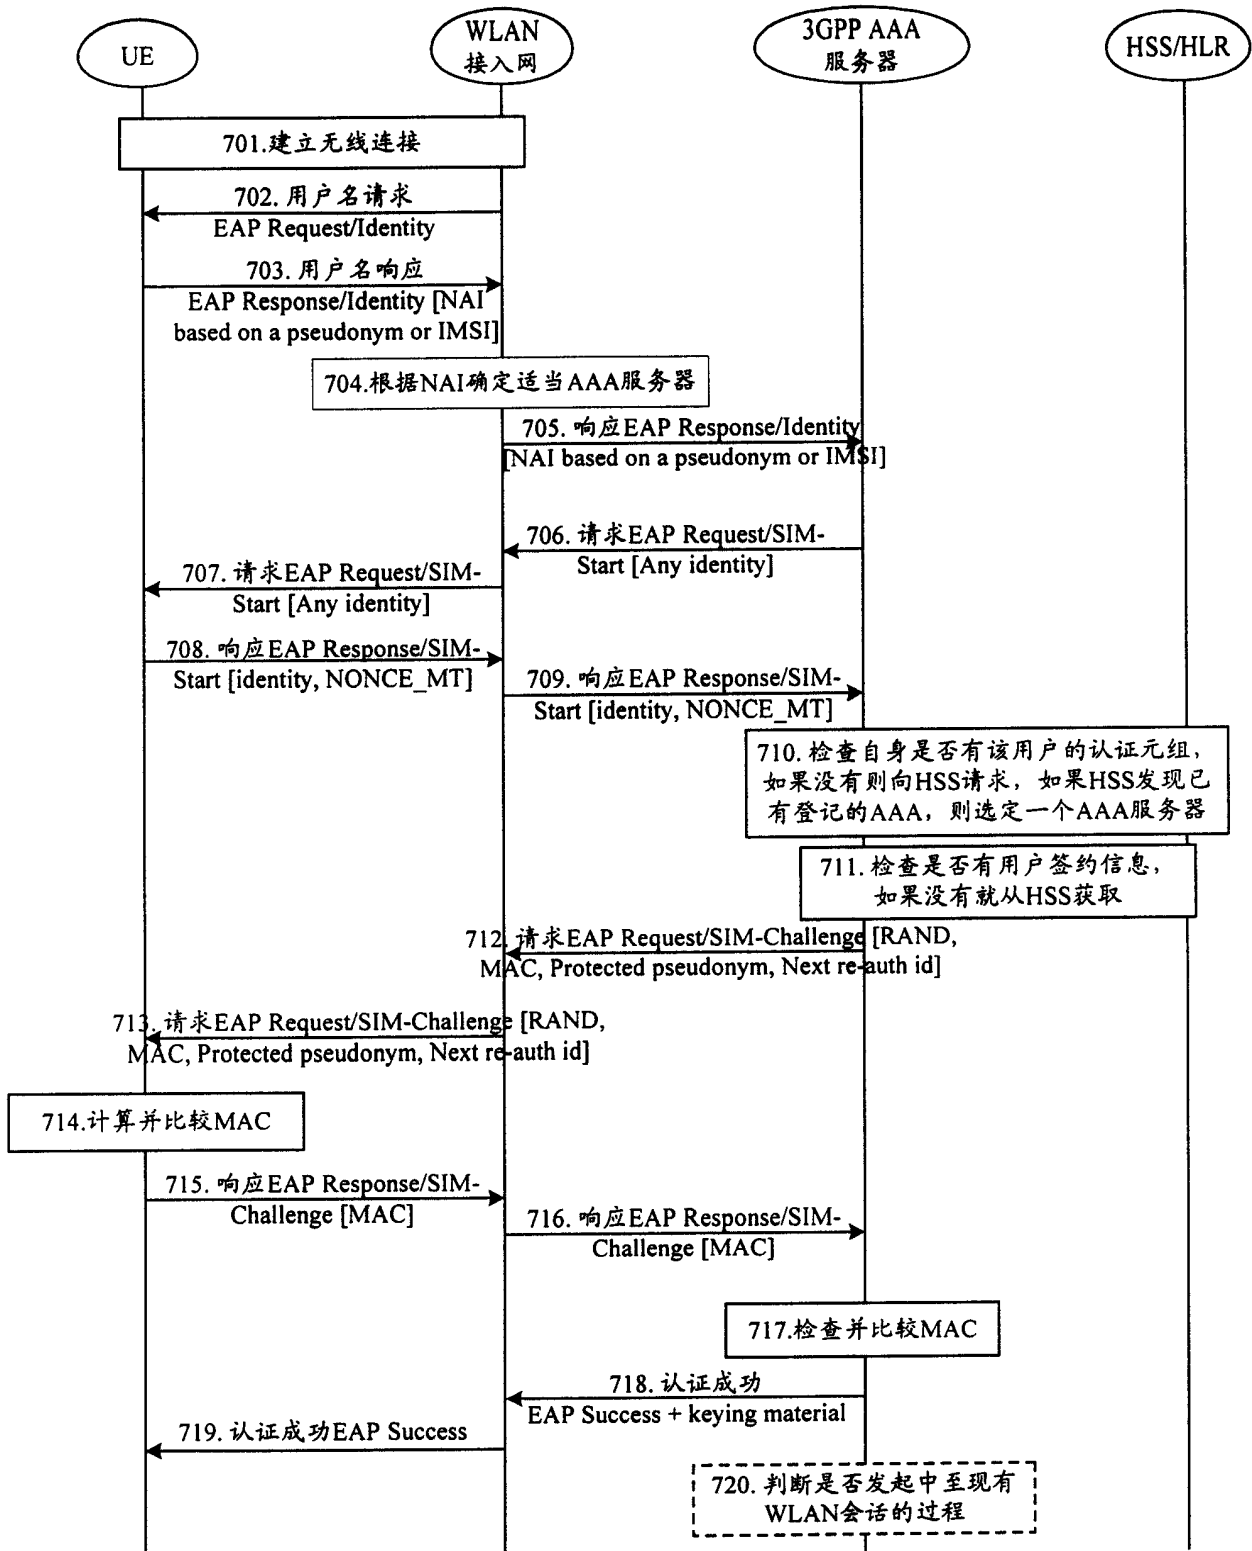 UE
WLAN
接入网
3GPP AAA
服务器
HSS/HLR
701.建立无线连接
702. 用户名请求
EAP Request/Identity
703. 用户名响应
EAP Response/Identity [NAI
based on a pseudonym or IMSI]
704.根据NAI确定适当AAA服务器
705. 响应EAP Response/Identity
[NAI based on a pseudonym or IMSI]
706. 请求EAP Request/SIM-
Start [Any identity]
707. 请求EAP Request/SIM-
Start [Any identity]
708. 响应EAP Response/SIM-
Start [identity, NONCE_MT]
709. 响应EAP Response/SIM-
Start [identity, NONCE_MT]
710. 检查自身是否有该用户的认证元组，
如果没有则向HSS请求，如果HSS发现已
有登记的AAA，则选定一个AAA服务器
711. 检查是否有用户签约信息，
如果没有就从HSS获取
712. 请求EAP Request/SIM-Challenge [RAND,
MAC, Protected pseudonym, Next re-auth id]
713. 请求EAP Request/SIM-Challenge [RAND,
MAC, Protected pseudonym, Next re-auth id]
714.计算并比较MAC
715. 响应EAP Response/SIM-
Challenge [MAC]
716. 响应EAP Response/SIM-
Challenge [MAC]
717.检查并比较MAC
718. 认证成功
EAP Success + keying material
719. 认证成功EAP Success
720. 判断是否发起中至现有
WLAN会话的过程